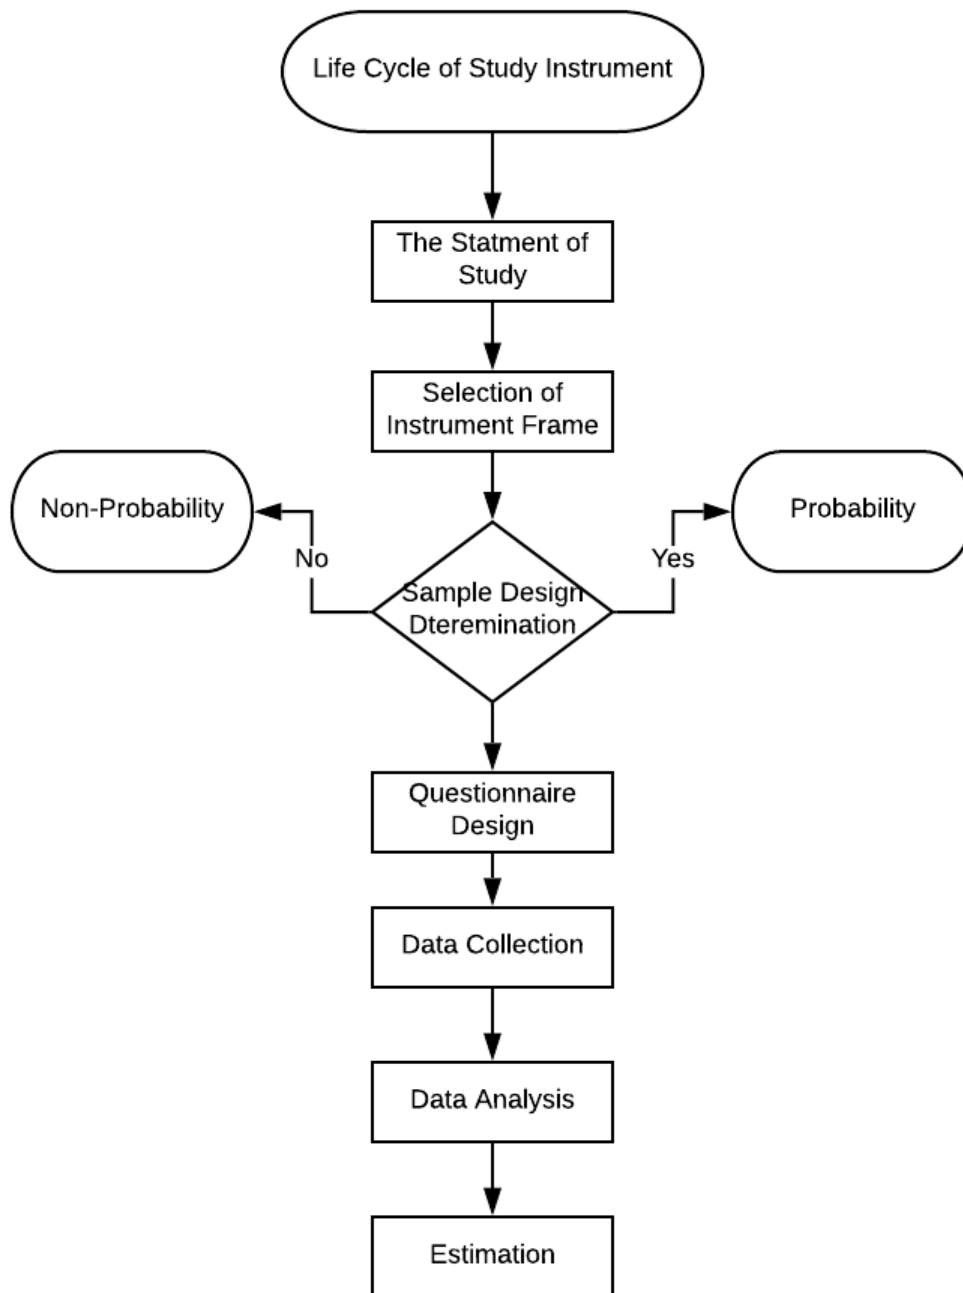 Life Cycle of Study Instrument
The Statment of
Study
Selection of
Instrument Frame
Non-Probability
Probability
No
Yes
Sample Design
Dteremination
Questionnaire
Design
Data Collection
Data Analysis
Estimation